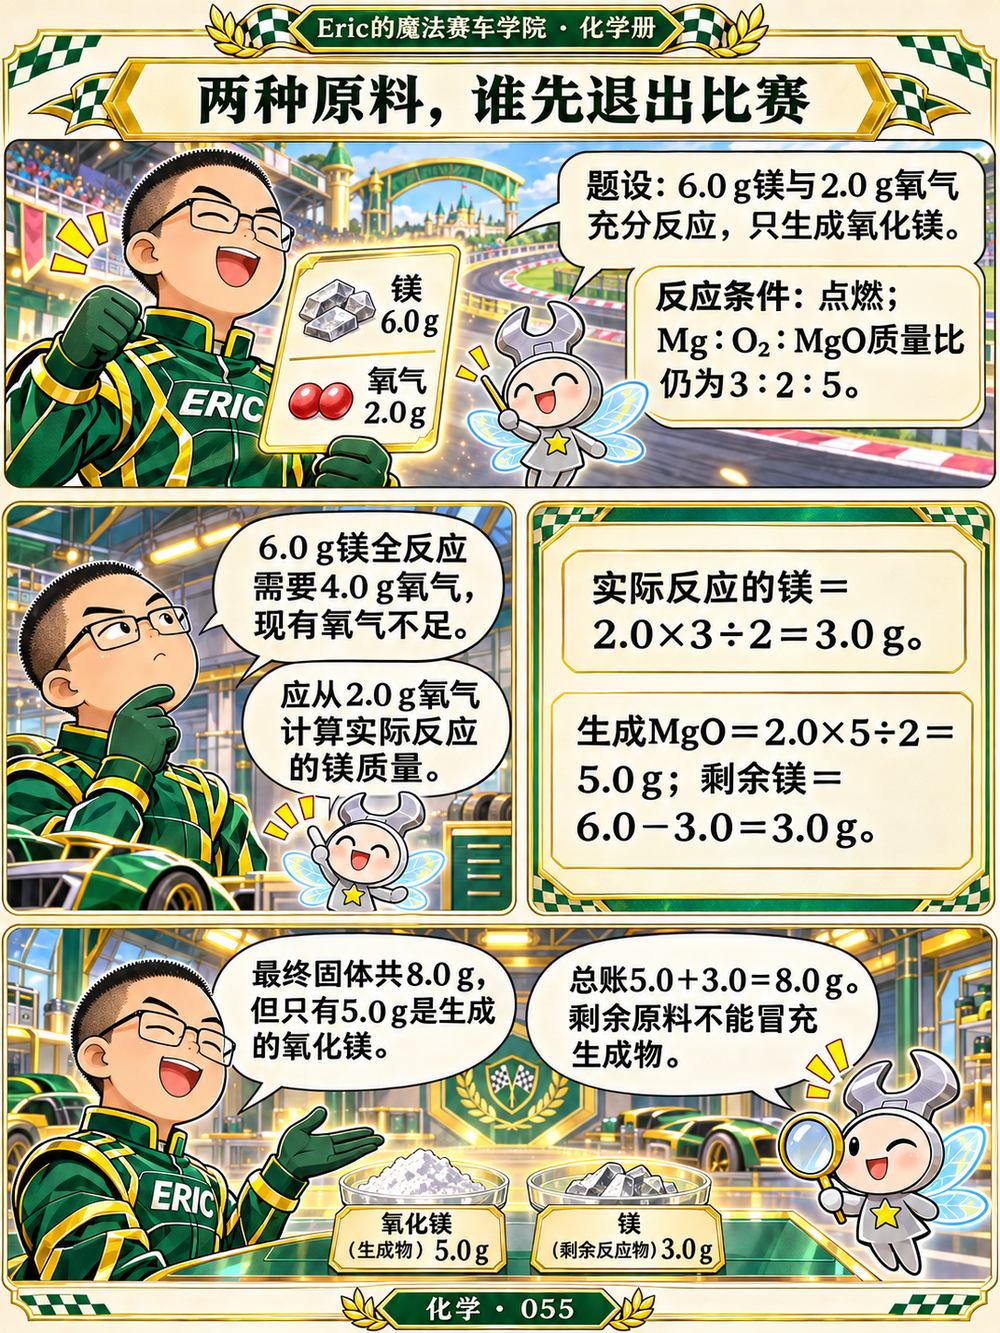 Eric的魔法赛车学院 · 化学册
两种原料，谁先退出比赛
题设：6.0 g镁与2.0 g氧气
充分反应，只生成氧化镁。
反应条件：点燃；
Mg：O₂：MgO质量比
仍为3：2：5。
镁
6.0 g
氧气
2.0 g
ERIC
6.0 g镁全反应
需要4.0 g氧气，
现有氧气不足。
应从2.0 g氧气
计算实际反应
的镁质量。
实际反应的镁＝
2.0×3÷2＝3.0 g。
生成MgO＝2.0×5÷2＝
5.0 g；剩余镁＝
6.0－3.0＝3.0 g。
最终固体共8.0 g，
但只有5.0 g是生成
的氧化镁。
总账5.0＋3.0＝8.0 g。
剩余原料不能冒充
生成物。
ERIC
氧化镁
（生成物）5.0 g
镁
（剩余反应物）3.0 g
化学 · 055